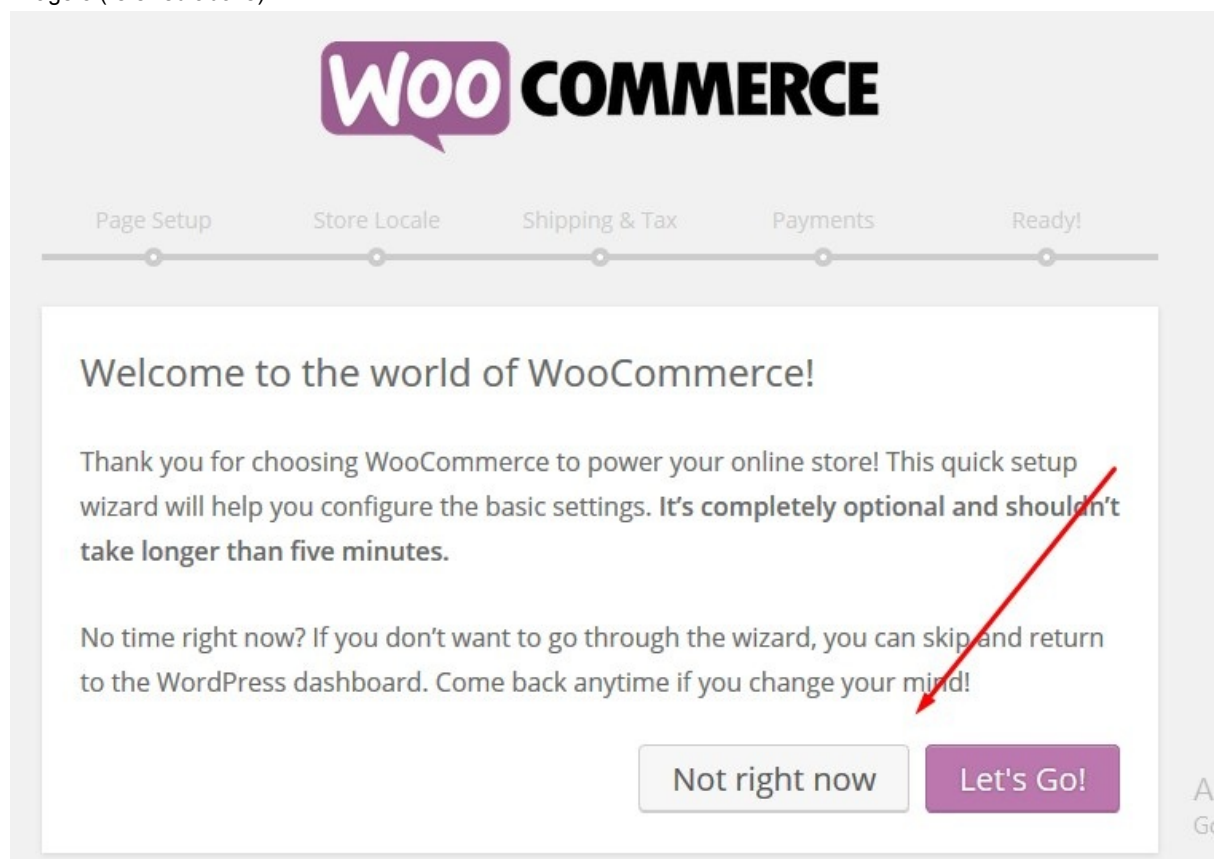 WOO COMMERCE
Page Setup Store Locale Shipping & Tax Payments Ready!
Welcome to the world of WooCommerce!
Thank you for choosing WooCommerce to power your online store! This quick setup
wizard will help you configure the basic settings. It's completely optional and shouldn't
take longer than five minutes.
No time right now? If you don't want to go through the wizard, you can skip and return
to the WordPress dashboard. Come back anytime if you change your mind!
Not right now Let's Go!